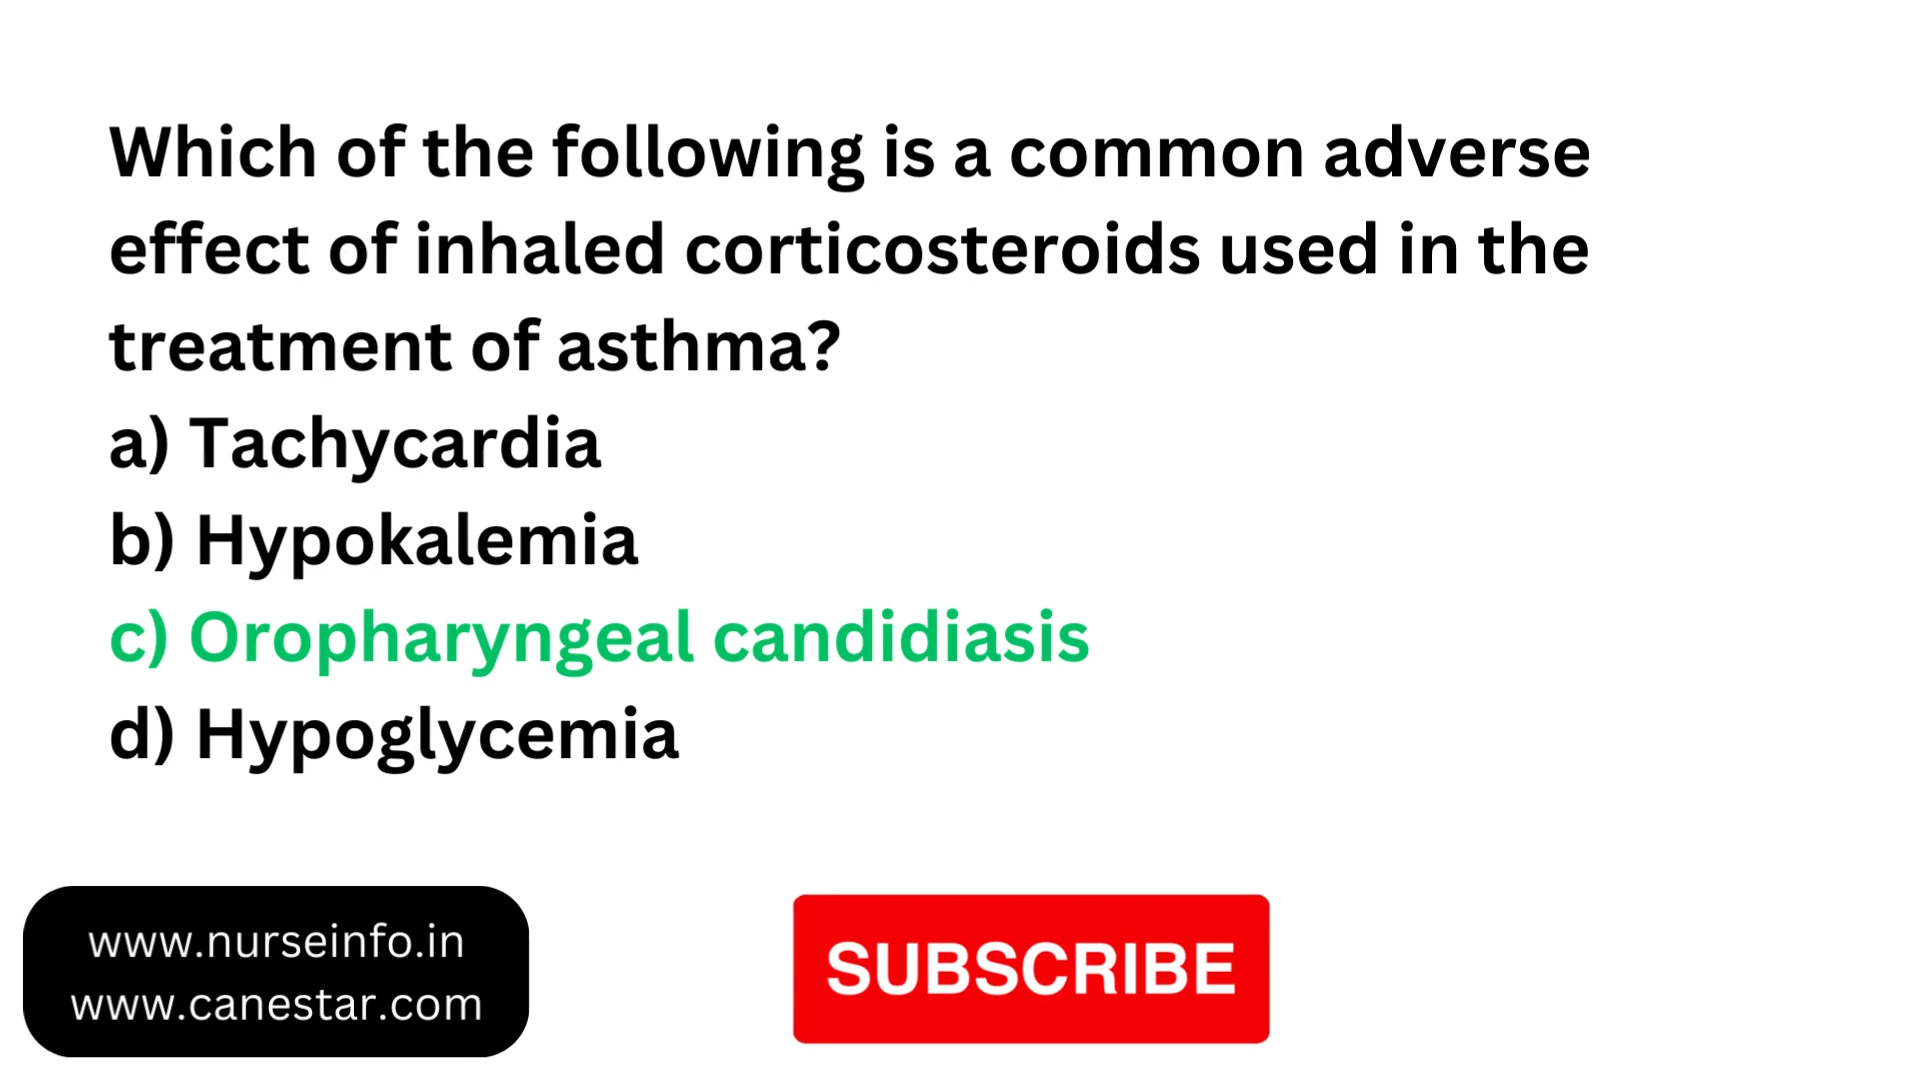 Which of the following is a common adverse
effect of inhaled corticosteroids used in the
treatment of asthma?
a) Tachycardia
b) Hypokalemia
c) Oropharyngeal candidiasis
d) Hypoglycemia
www.nurseinfo.in
www.canestar.com
SUBSCRIBE